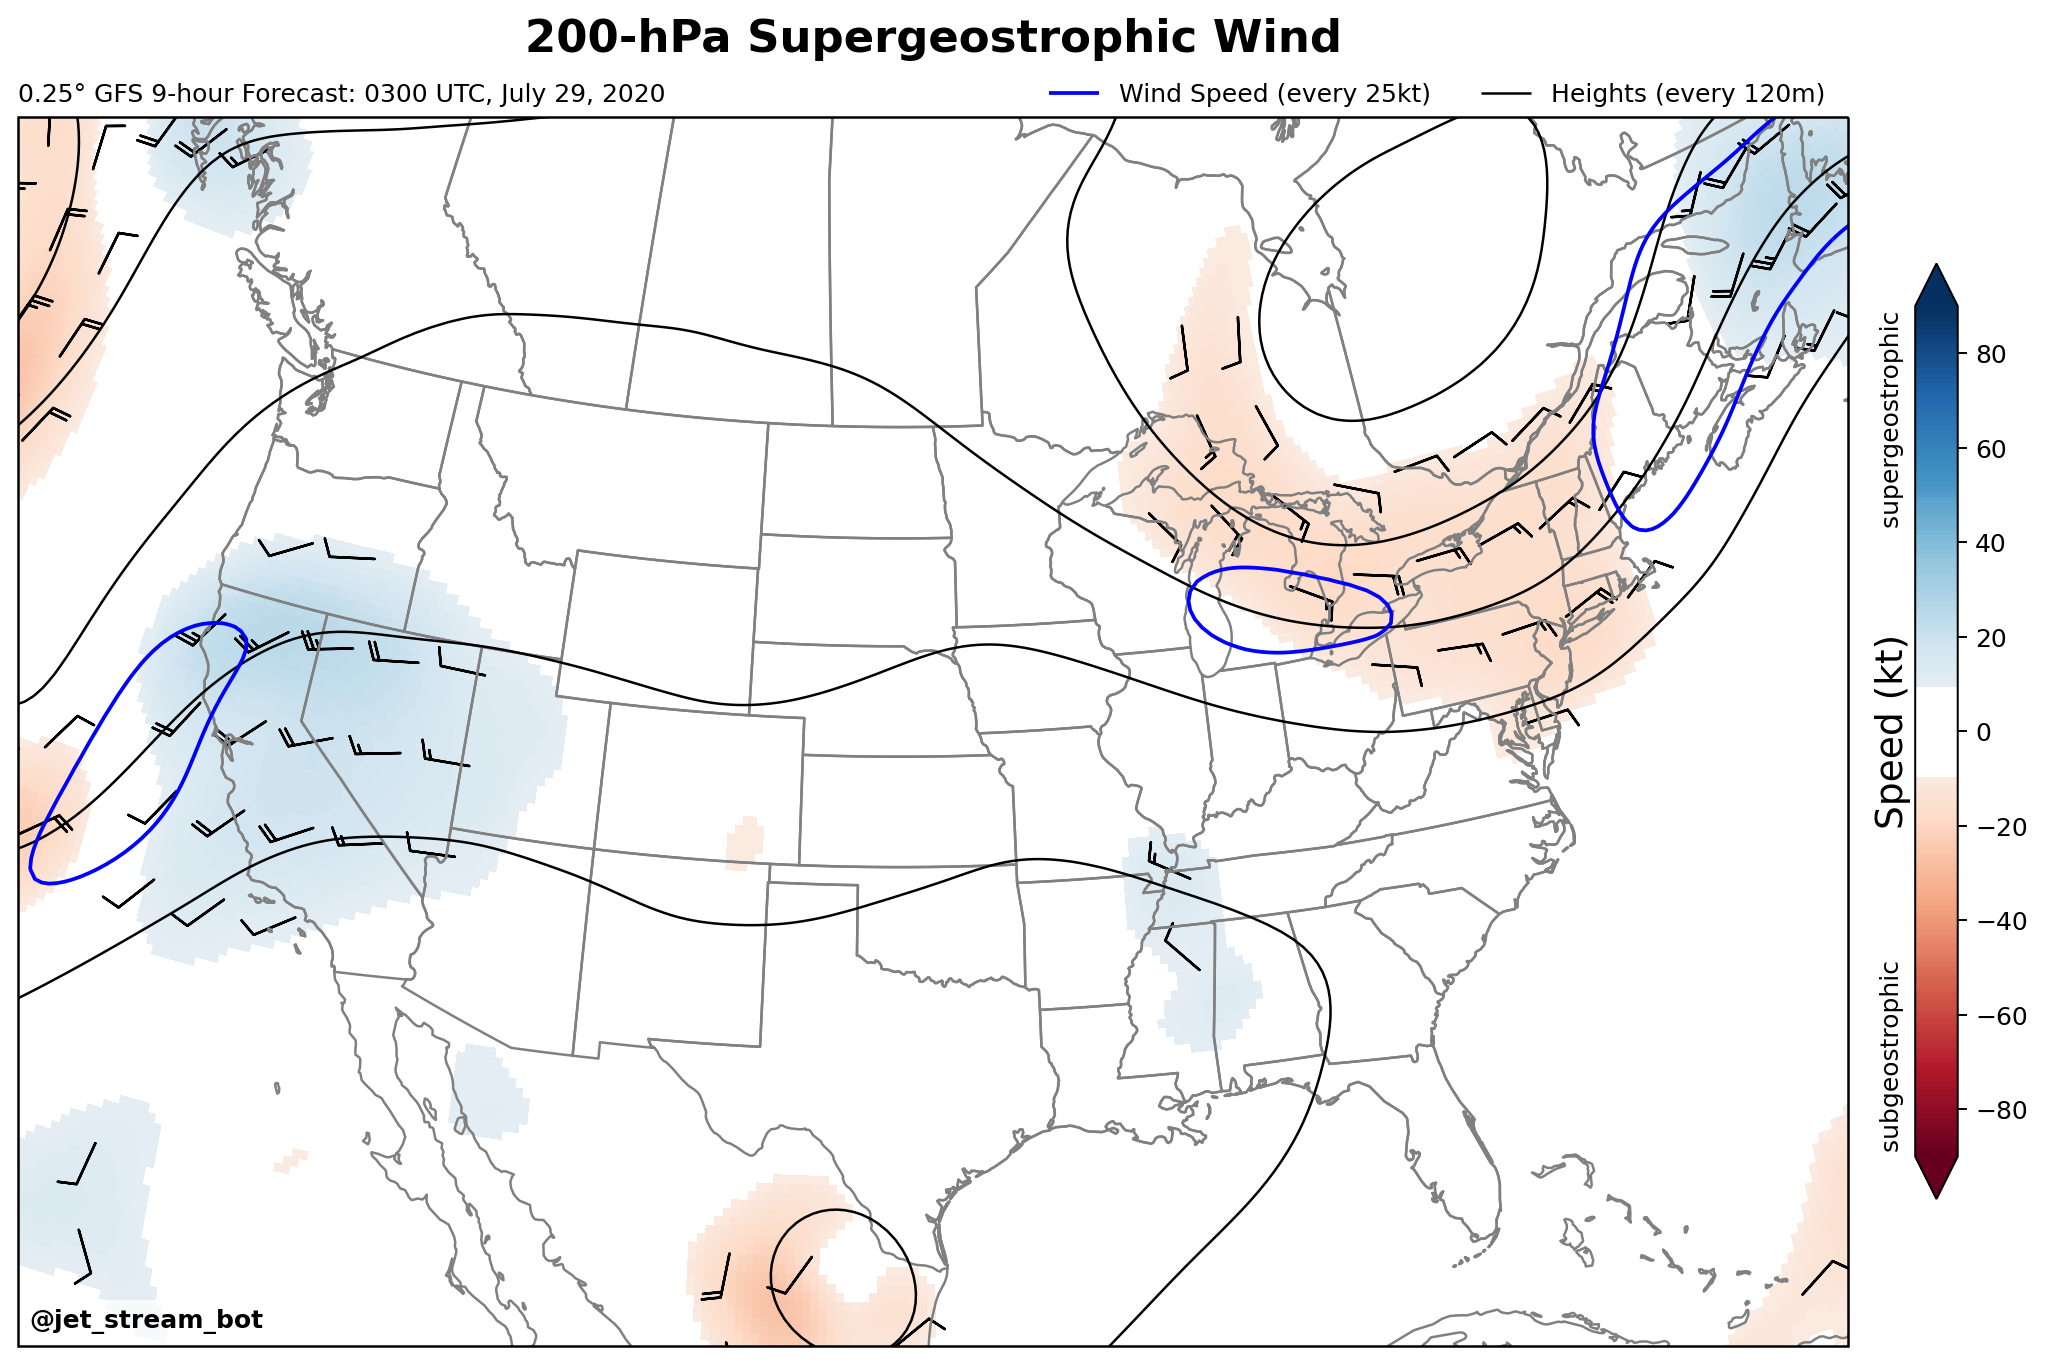 200-hPa Supergeostrophic Wind
0.25° GFS 9-hour Forecast: 0300 UTC, July 29, 2020
Wind Speed (every 25kt)
Heights (every 120m)
supergeostrophic
Speed (kt)
subgeostrophic
80
60
40
20
0
−20
−40
−60
−80
@jet_stream_bot